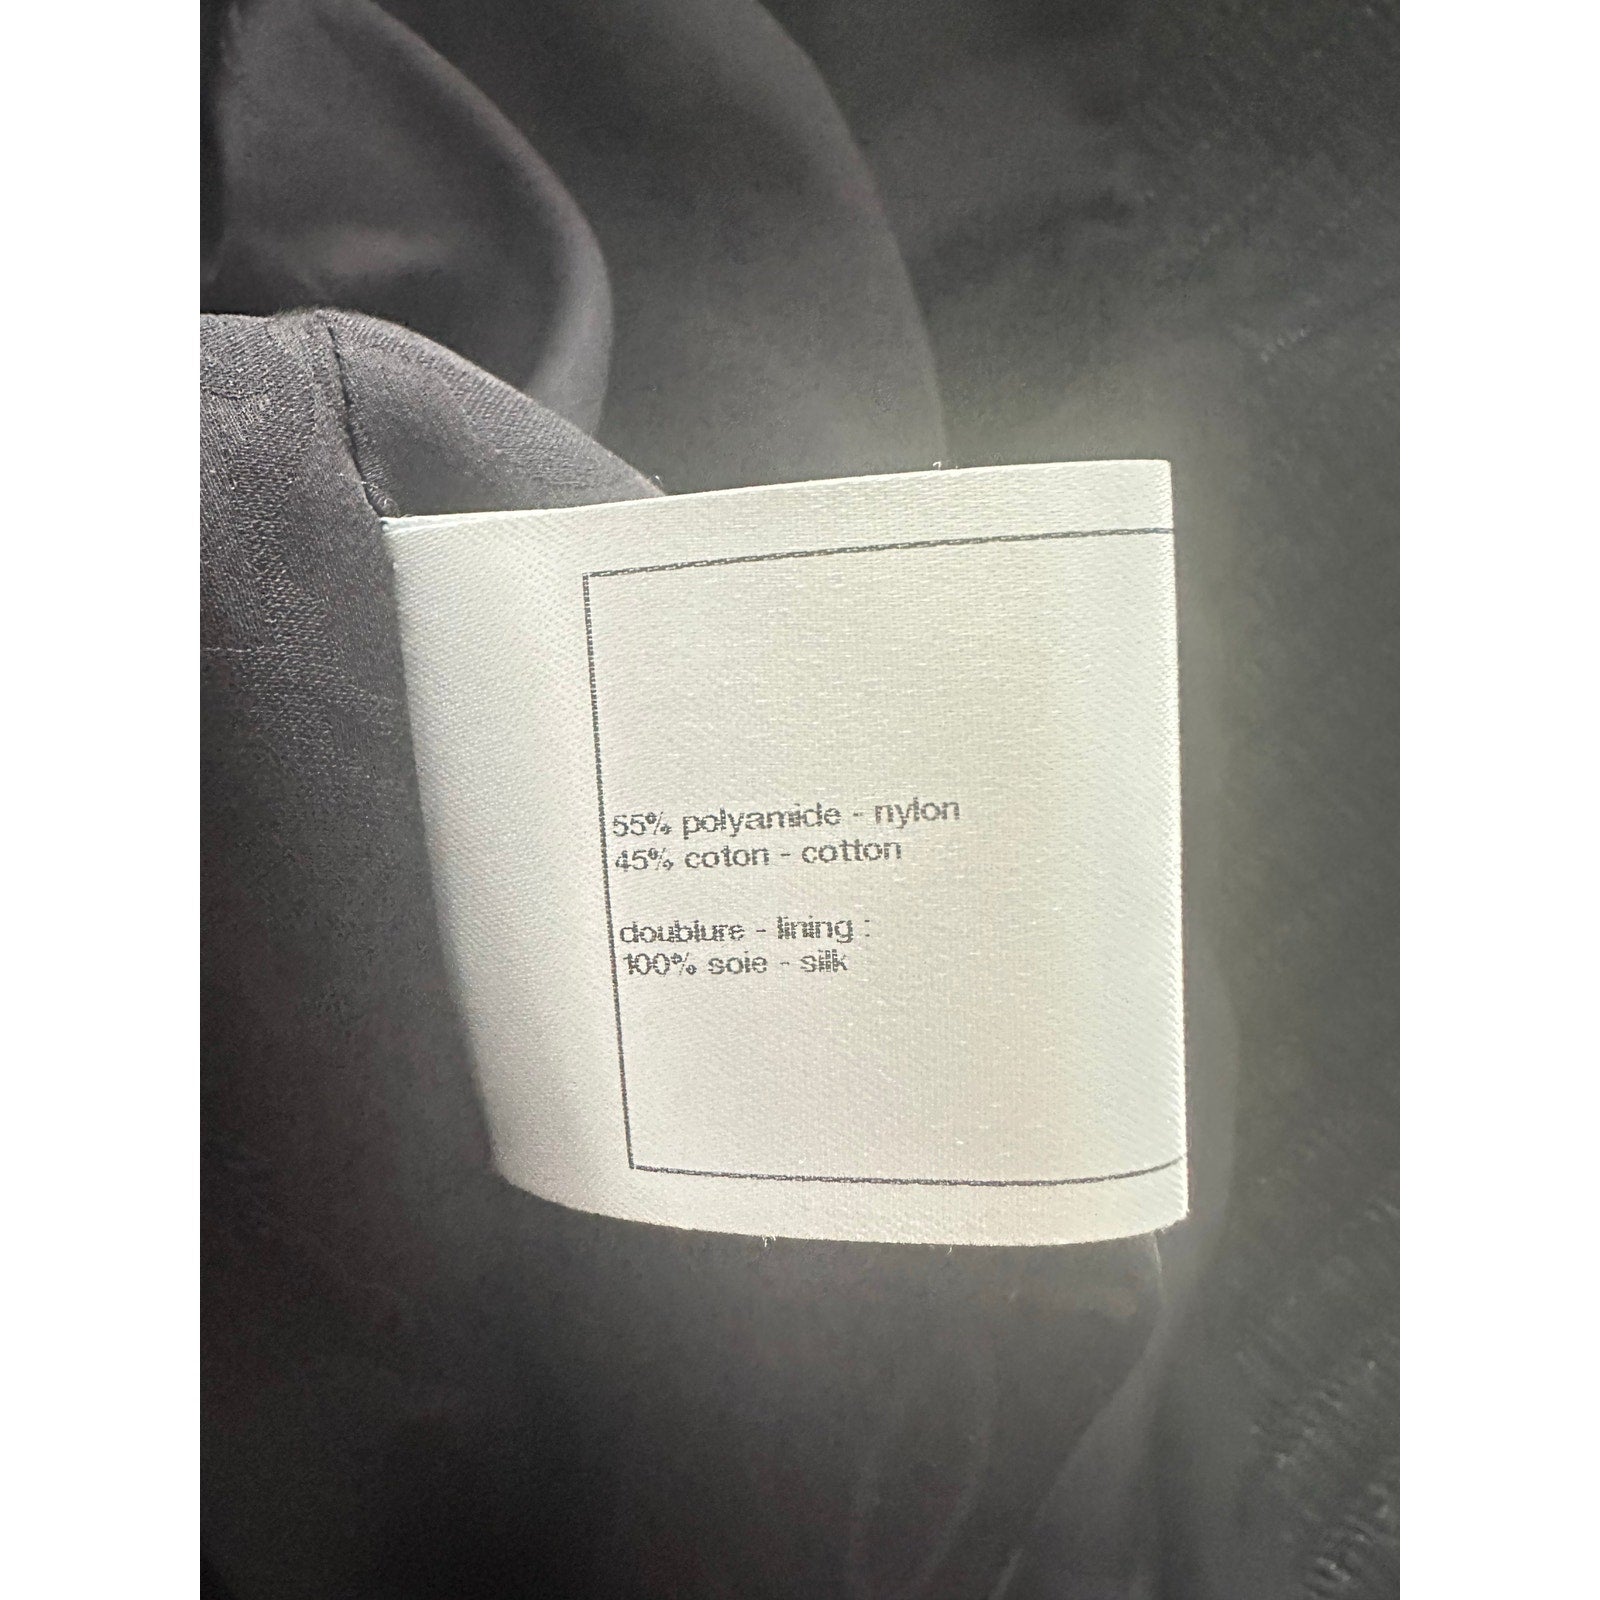 55% polyamide - nylon
45% coton - cotton
doublure - lining :
100% soie - silk